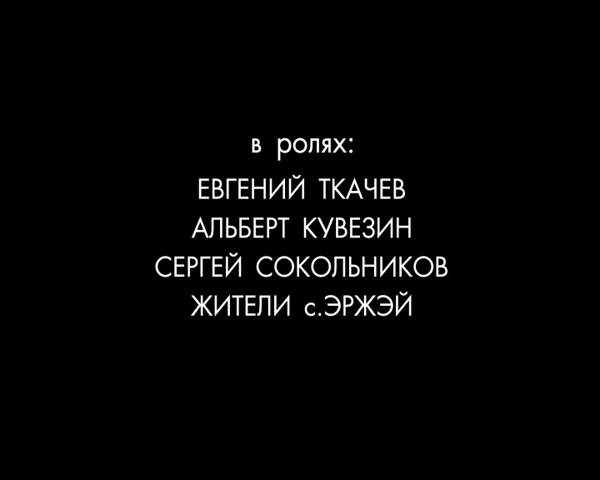 в ролях:
ЕВГЕНИЙ ТКАЧЕВ
АЛЬБЕРТ КУВЕЗИН
СЕРГЕЙ СОКОЛЬНИКОВ
ЖИТЕЛИ с.ЭРЖЭЙ